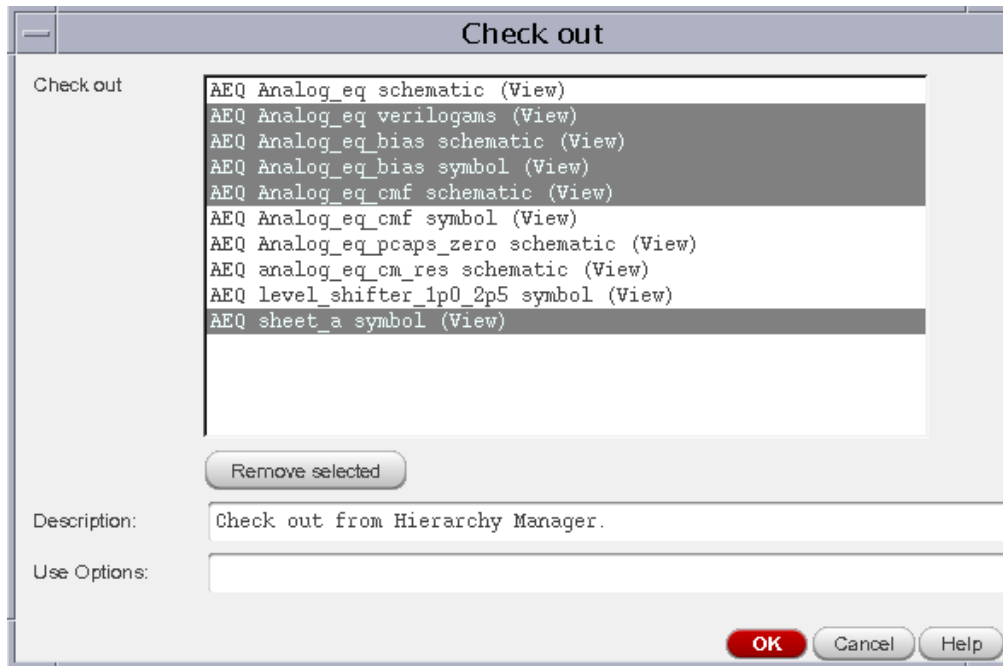 Check out
Check out
AEQ Analog_eq schematic (View)
AEQ Analog_eq verilogams (View)
AEQ Analog_eq_bias schematic (View)
AEQ Analog_eq_bias symbol (View)
AEQ Analog_eq_cmf schematic (View)
AEQ Analog_eq_cmf symbol (View)
AEQ Analog_eq_pcaps_zero schematic (View)
AEQ analog_eq_cm_res schematic (View)
AEQ level_shifter_1p0_2p5 symbol (View)
AEQ sheet_a symbol (View)
Remove selected
Description: Check out from Hierarchy Manager.
Use Options:
OK Cancel Help